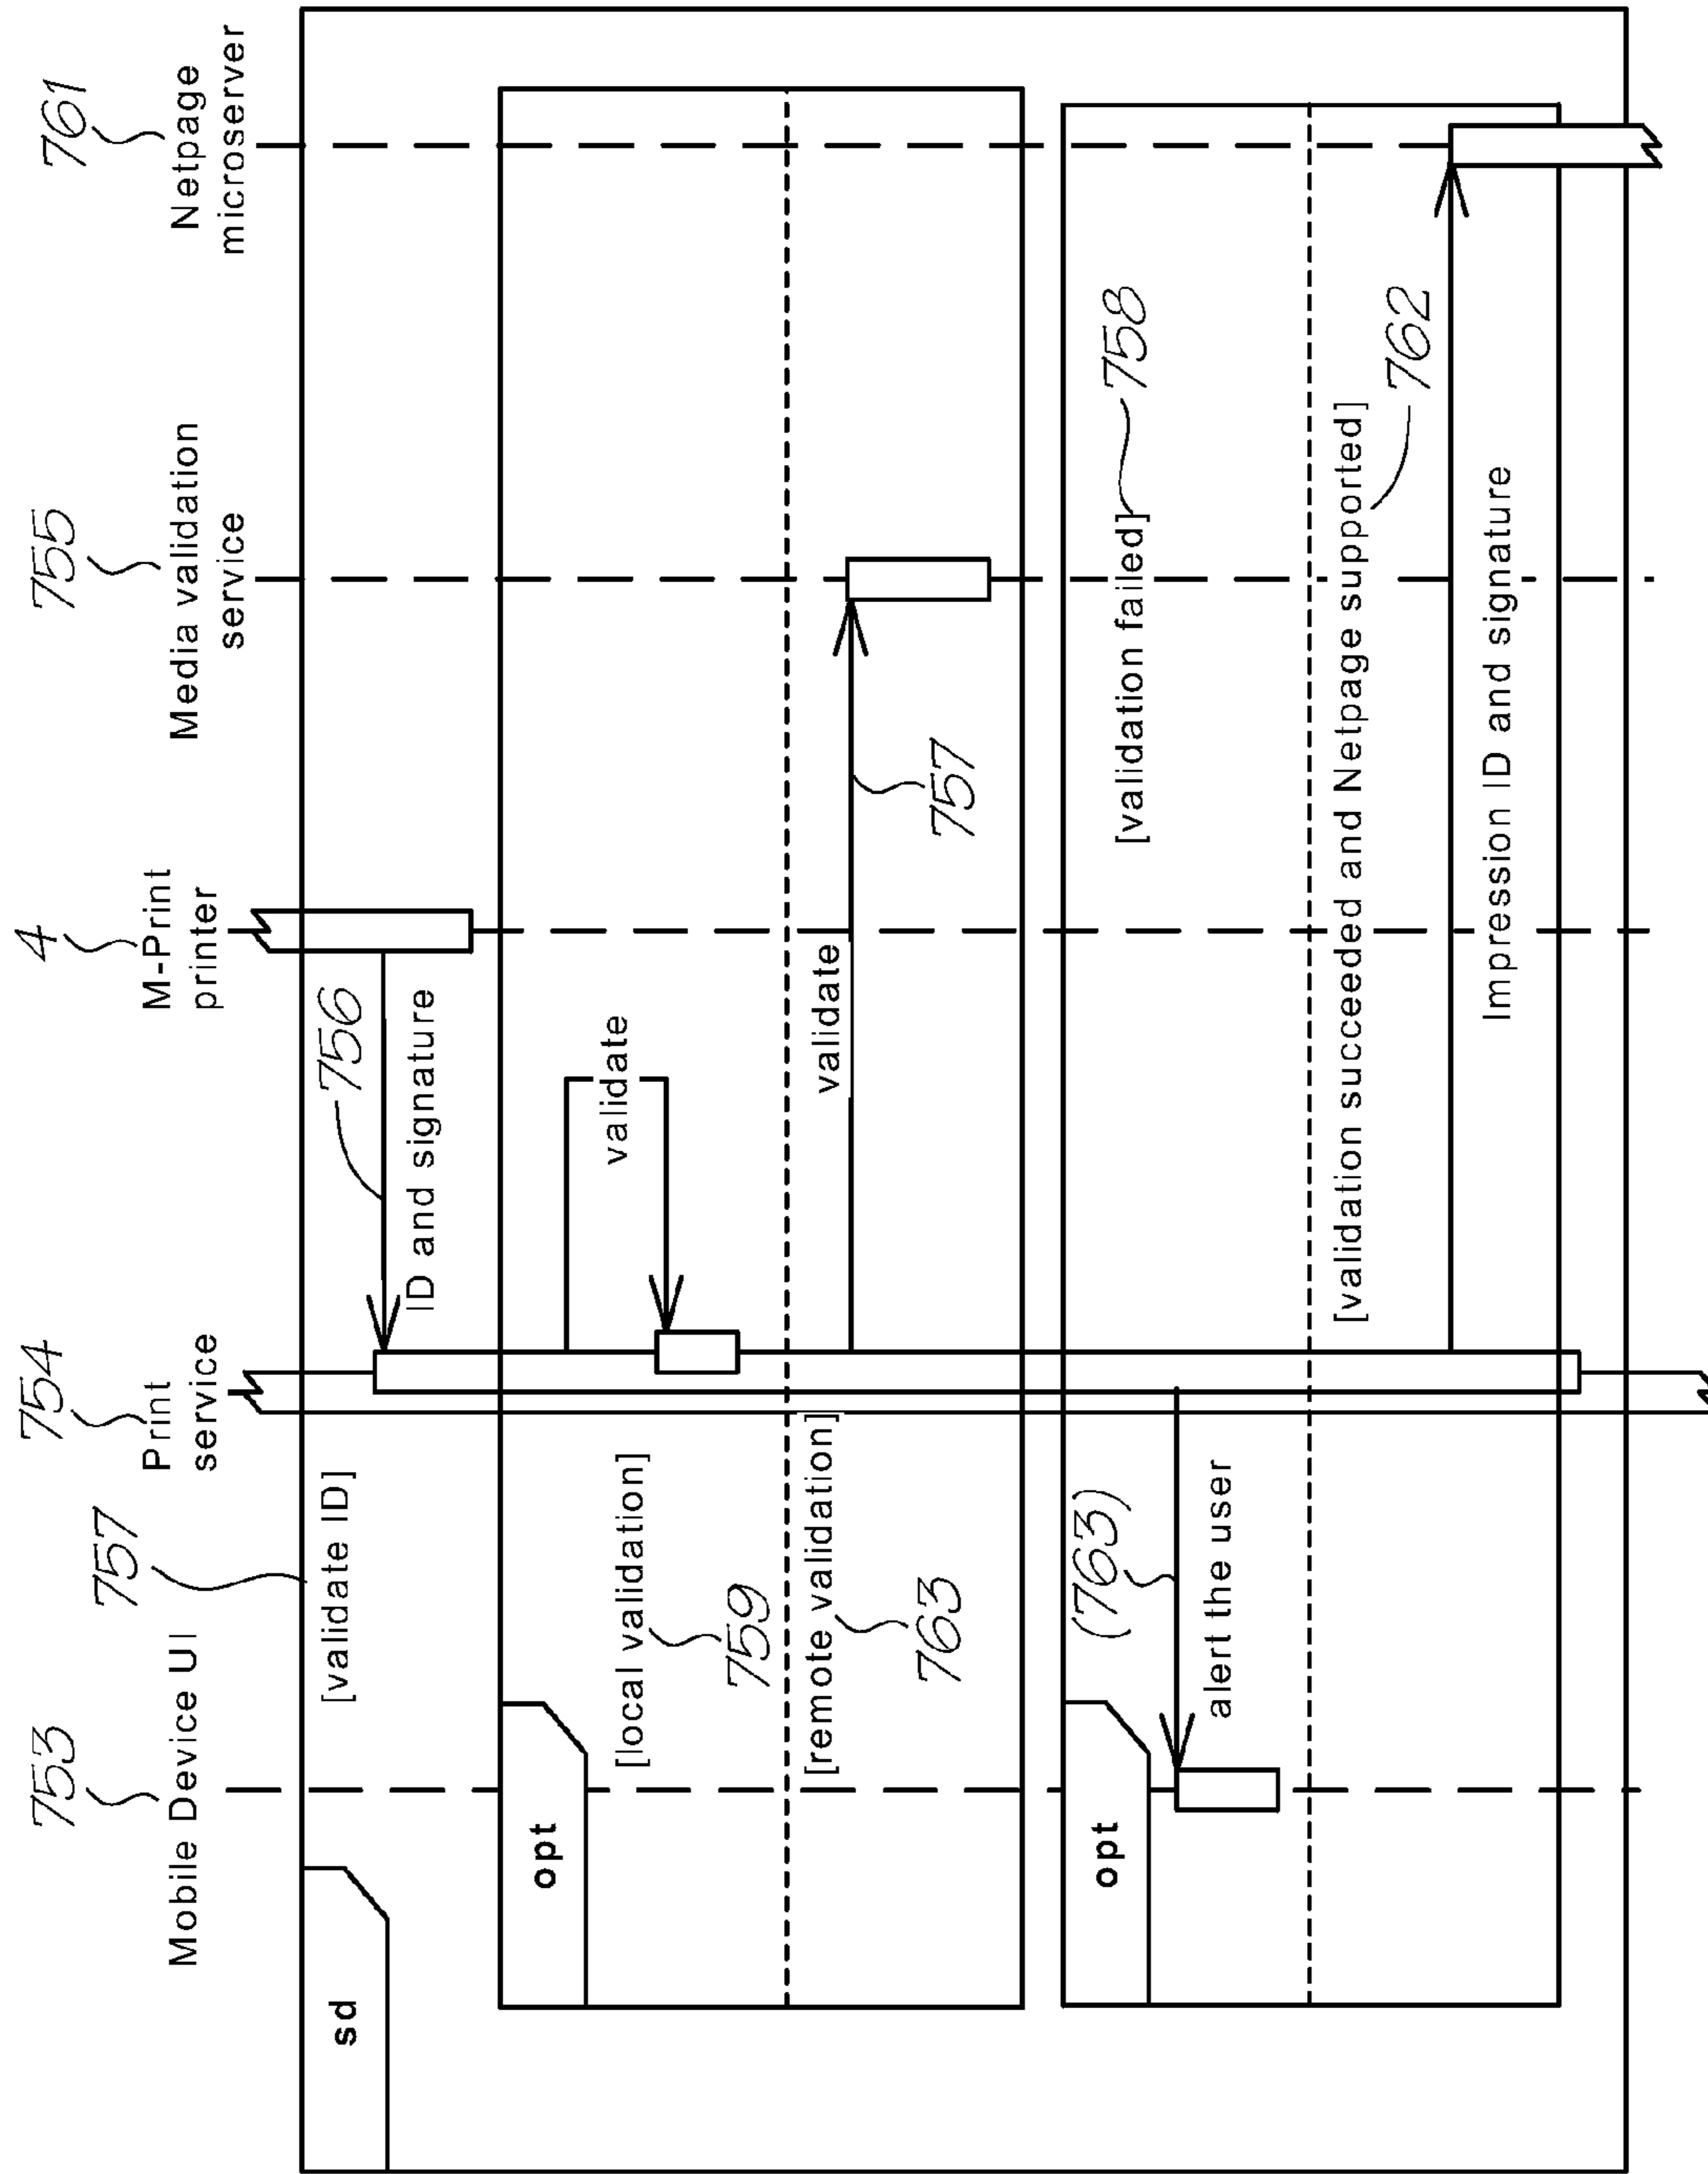 753
Mobile Device UI
757
754
Print
service
4
M-Print
printer
755
Media validation
service
761
Netpage
microserver
sd
[validate ID]
756
ID and signature
opt
[local validation]
759
validate
[remote validation]
763
validate
757
opt
[validation failed]
758
(763)
alert the user
[validation succeeded and Netpage supported]
762
Impression ID and signature